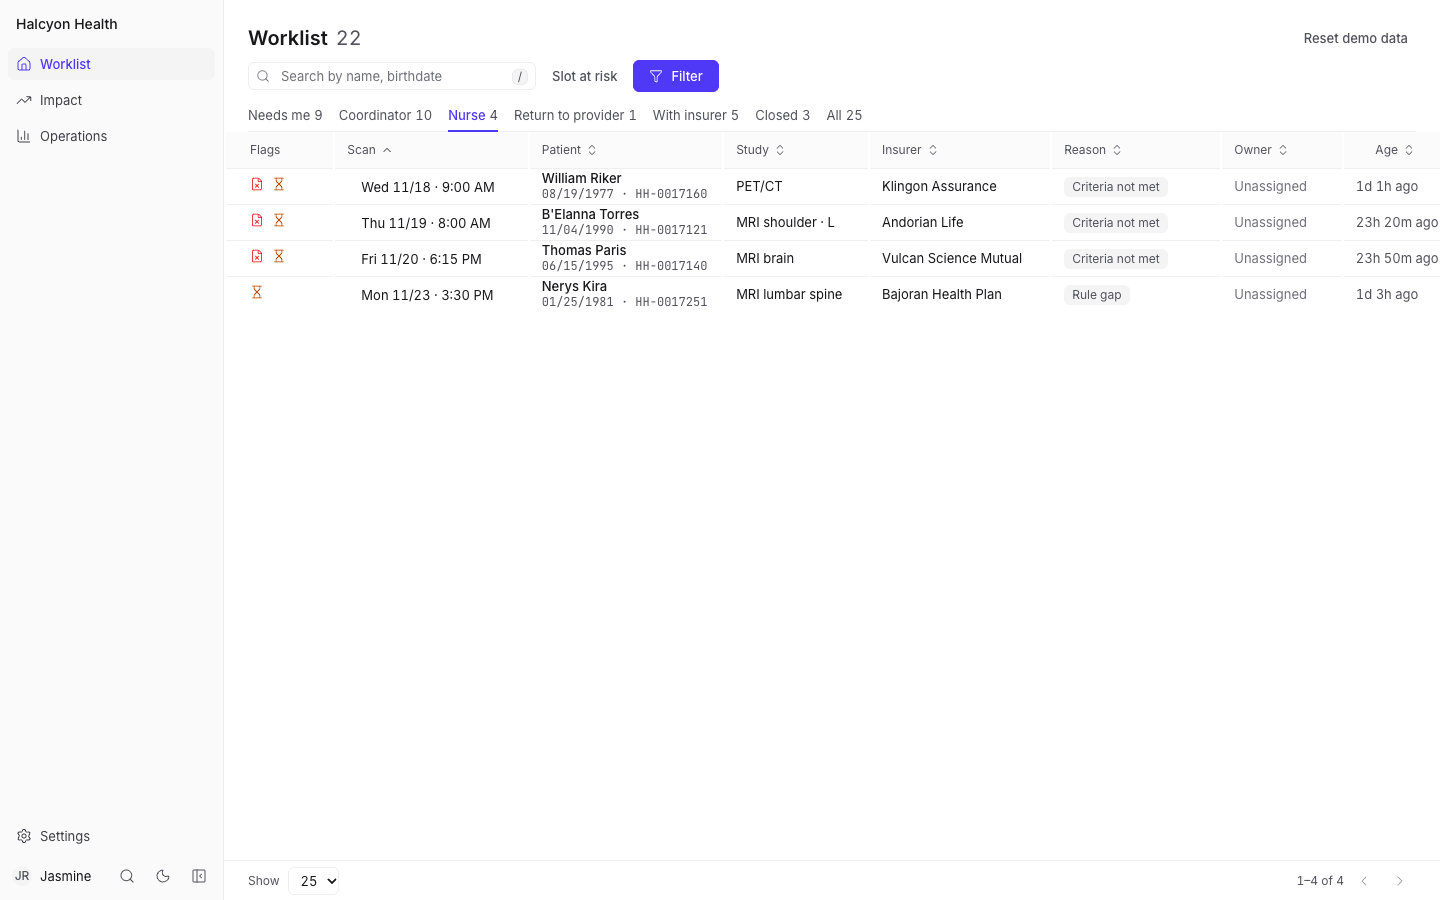 Halcyon Health
Worklist
Impact
Operations
Settings
JR Jasmine
Worklist 22
Reset demo data
Search by name, birthdate /
Slot at risk
Filter
Needs me 9 Coordinator 10 Nurse 4 Return to provider 1 With insurer 5 Closed 3 All 25
Flags Scan Patient Study Insurer Reason Owner Age
Wed 11/18 · 9:00 AM William Riker PET/CT Klingon Assurance Criteria not met Unassigned 1d 1h ago
08/19/1977 · HH-0017160
Thu 11/19 · 8:00 AM B'Elanna Torres MRI shoulder · L Andorian Life Criteria not met Unassigned 23h 20m ago
11/04/1990 · HH-0017121
Fri 11/20 · 6:15 PM Thomas Paris MRI brain Vulcan Science Mutual Criteria not met Unassigned 23h 50m ago
06/15/1995 · HH-0017140
Mon 11/23 · 3:30 PM Nerys Kira MRI lumbar spine Bajoran Health Plan Rule gap Unassigned 1d 3h ago
01/25/1981 · HH-0017251
Show 25
1–4 of 4